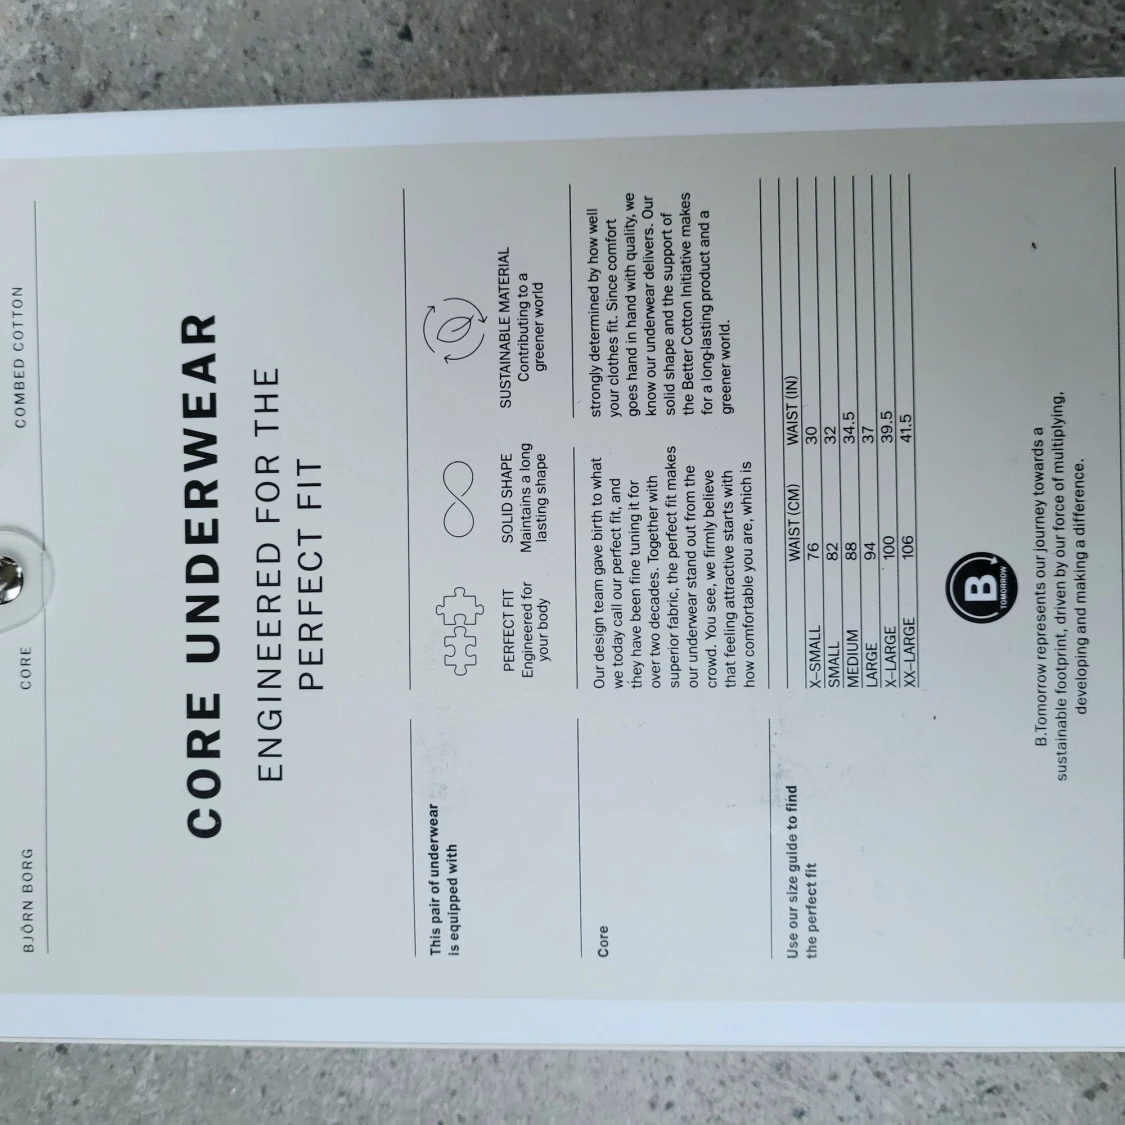 BJÖRN BORG CORE COMBED COTTON
CORE UNDERWEAR
ENGINEERED FOR THE
PERFECT FIT
This pair of underwear
is equipped with
PERFECT FIT
Engineered for
your body
SOLID SHAPE
Maintains a long
lasting shape
SUSTAINABLE MATERIAL
Contributing to a
greener world
Core
Our design team gave birth to what
we today call our perfect fit, and
they have been fine tuning it for
over two decades. Together with
superior fabric, the perfect fit makes
our underwear stand out from the
crowd. You see, we firmly believe
that feeling attractive starts with
how comfortable you are, which is
strongly determined by how well
your clothes fit. Since comfort
goes hand in hand with quality, we
know our underwear delivers. Our
solid shape and the support of
the Better Cotton Initiative makes
for a long-lasting product and a
greener world.
Use our size guide to find
the perfect fit
WAIST (CM) WAIST (IN)
X–SMALL 76 30
SMALL 82 32
MEDIUM 88 34.5
LARGE 94 37
X–LARGE 100 39.5
XX–LARGE 106 41.5
B
TOMORROW
B.Tomorrow represents our journey towards a
sustainable footprint, driven by our force of multiplying,
developing and making a difference.